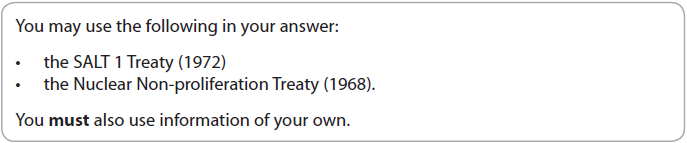 You may use the following in your answer:
• the SALT 1 Treaty (1972)
• the Nuclear Non-proliferation Treaty (1968).
You must also use information of your own.